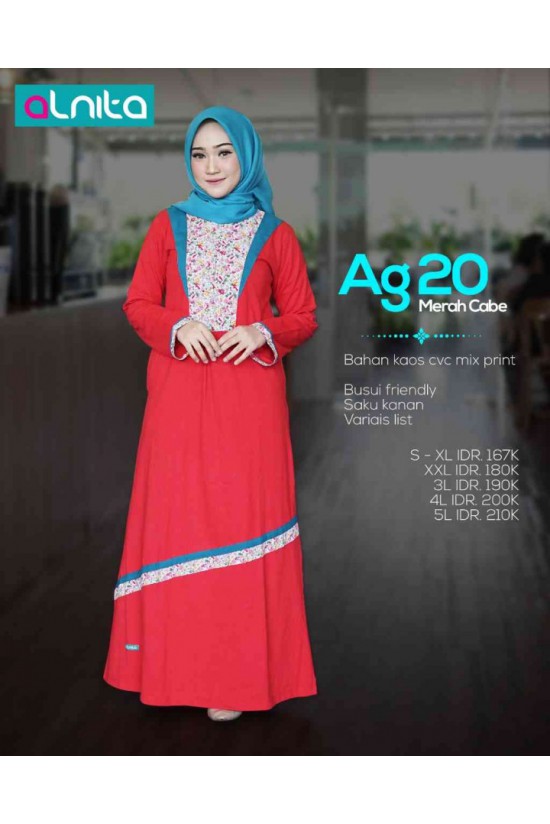 alnita
Ag 20
Merah Cabe
Bahan kaos cvc mix print
Busui friendly
Saku kanan
Variais list
S - XL IDR. 167K
XXL IDR. 180K
3L IDR. 190K
4L IDR. 200K
5L IDR. 210K
alnita